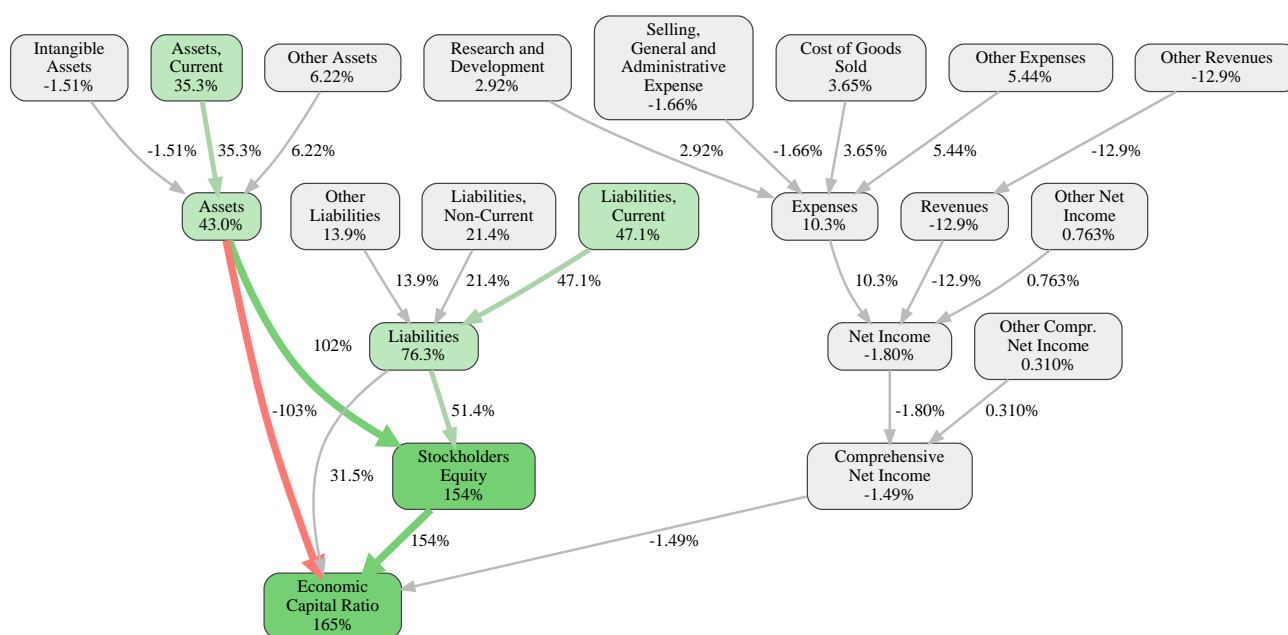 Intangible
Assets
-1.51%
Assets,
Current
35.3%
Other Assets
6.22%
Research and
Development
2.92%
Selling,
General and
Administrative
Expense
-1.66%
Cost of Goods
Sold
3.65%
Other Expenses
5.44%
Other Revenues
-12.9%
-1.51%
35.3%
6.22%
2.92%
-1.66%
3.65%
5.44%
-12.9%
Assets
43.0%
Other
Liabilities
13.9%
Liabilities,
Non-Current
21.4%
Liabilities,
Current
47.1%
Expenses
10.3%
Revenues
-12.9%
Other Net
Income
0.763%
13.9%
21.4%
47.1%
10.3%
-12.9%
0.763%
102%
Liabilities
76.3%
Net Income
-1.80%
Other Compr.
Net Income
0.310%
-103%
51.4%
-1.80%
0.310%
31.5%
Stockholders
Equity
154%
Comprehensive
Net Income
-1.49%
154%
-1.49%
Economic
Capital Ratio
165%